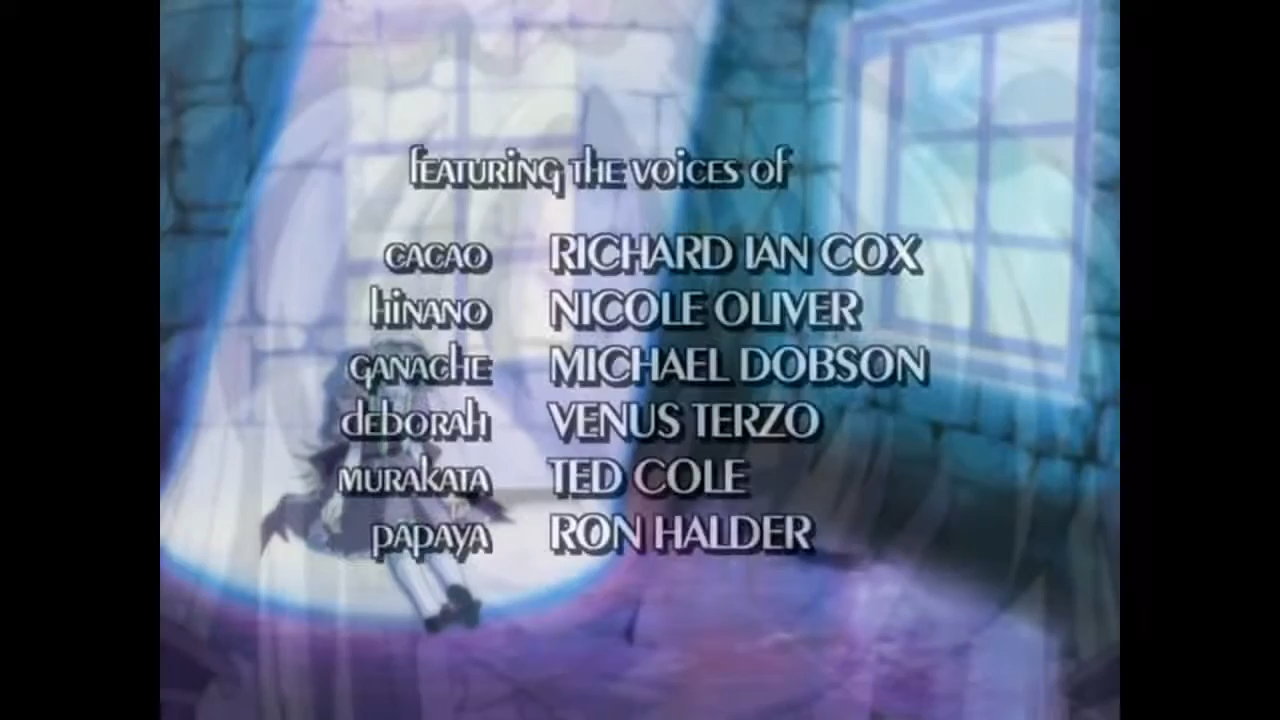 featuring the voices of
cacao RICHARD IAN COX
hinano NICOLE OLIVER
ganache MICHAEL DOBSON
deborah VENUS TERZO
murakata TED COLE
papaya RON HALDER